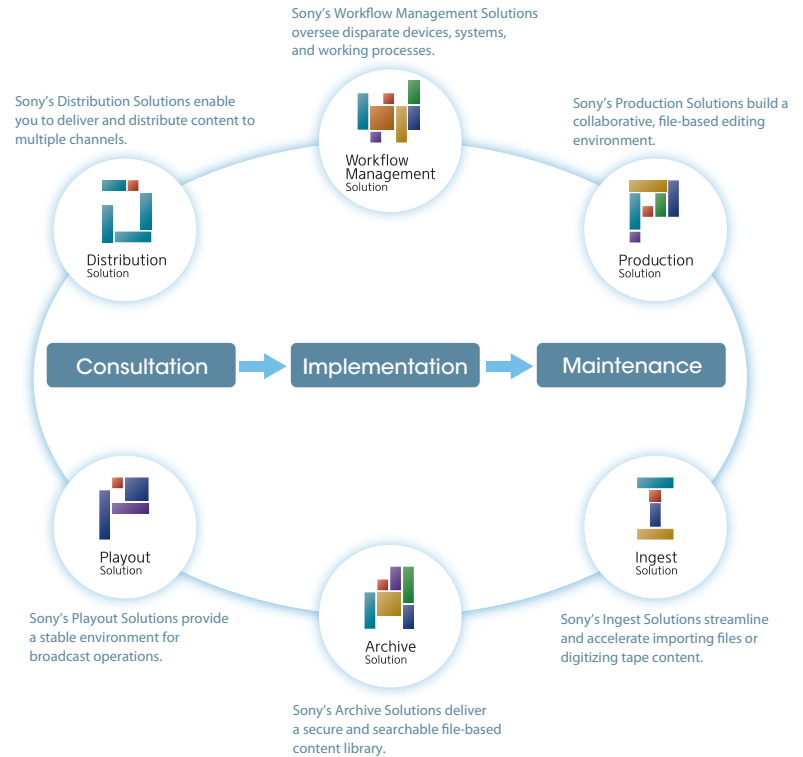 Sony's Workflow Management Solutions
oversee disparate devices, systems,
and working processes.
Workflow
Management
Solution
Sony's Distribution Solutions enable
you to deliver and distribute content to
multiple channels.
Distribution
Solution
Sony's Production Solutions build a
collaborative, file-based editing
environment.
Production
Solution
Consultation
Implementation
Maintenance
Playout
Solution
Sony's Playout Solutions provide
a stable environment for
broadcast operations.
Archive
Solution
Sony's Archive Solutions deliver
a secure and searchable file-based
content library.
Ingest
Solution
Sony's Ingest Solutions streamline
and accelerate importing files or
digitizing tape content.